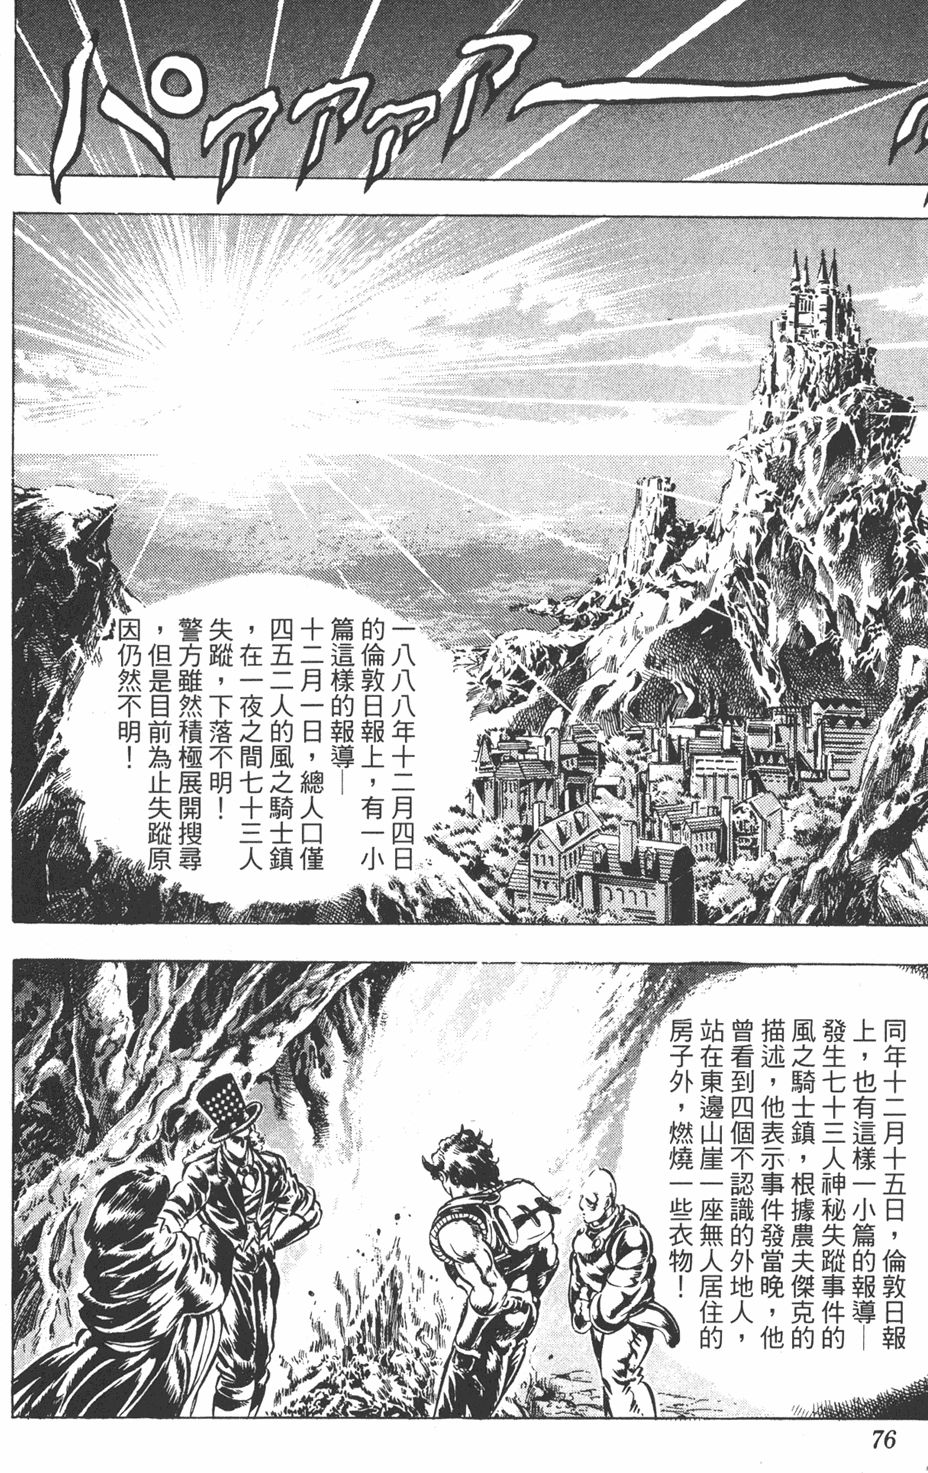 パァァァァー
一八八八年十二月四日
的倫敦日報上，有一小
篇這樣的報導—
十二月一日，總人口僅
四五二人的風之騎士鎮
，在一夜之間七十三人
失蹤，下落不明！
警方雖然積極展開搜尋
，但是目前為止失蹤原
因仍然不明！
同年十二月十五日，倫敦日報
上，也有這樣一小篇的報導—
發生七十三人神秘失蹤事件的
風之騎士鎮，根據農夫傑克的
描述，他表示事件發當晚，他
曾看到四個不認識的外地人，
站在東邊山崖一座無人居住的
房子外，燃燒一些衣物！
76